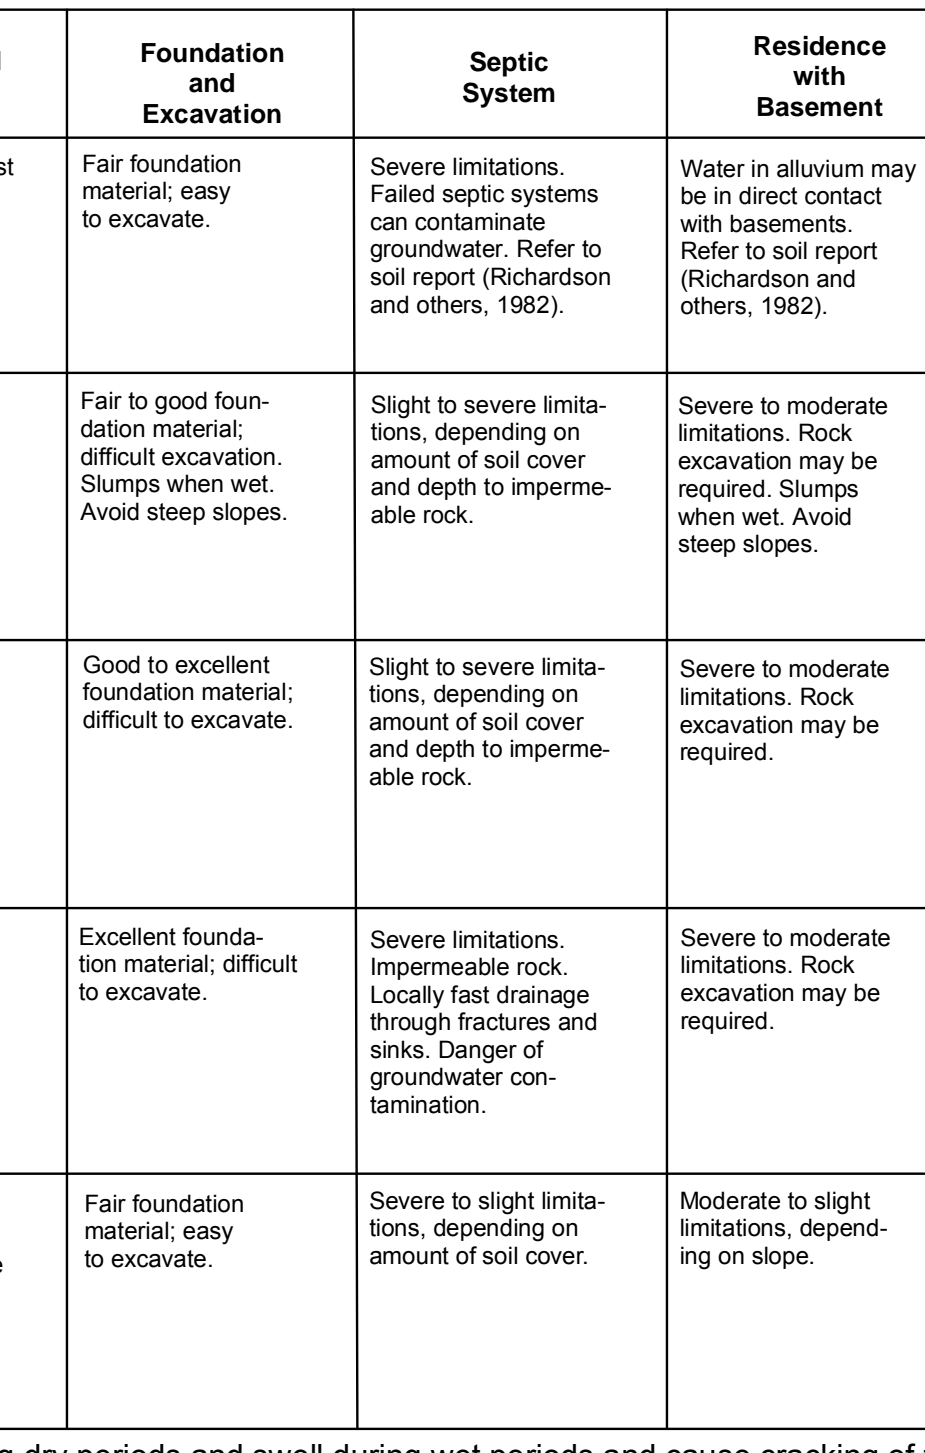 Foundation
and
Excavation
Septic
System
Residence
with
Basement
st
Fair foundation
material; easy
to excavate.
Severe limitations.
Failed septic systems
can contaminate
groundwater. Refer to
soil report (Richardson
and others, 1982).
Water in alluvium may
be in direct contact
with basements.
Refer to soil report
(Richardson and
others, 1982).
Fair to good foun-
dation material;
difficult excavation.
Slumps when wet.
Avoid steep slopes.
Slight to severe limita-
tions, depending on
amount of soil cover
and depth to imperme-
able rock.
Severe to moderate
limitations. Rock
excavation may be
required. Slumps
when wet. Avoid
steep slopes.
Good to excellent
foundation material;
difficult to excavate.
Slight to severe limita-
tions, depending on
amount of soil cover
and depth to imperme-
able rock.
Severe to moderate
limitations. Rock
excavation may be
required.
Excellent founda-
tion material; difficult
to excavate.
Severe limitations.
Impermeable rock.
Locally fast drainage
through fractures and
sinks. Danger of
groundwater con-
tamination.
Severe to moderate
limitations. Rock
excavation may be
required.
e
Fair foundation
material; easy
to excavate.
Severe to slight limita-
tions, depending on
amount of soil cover.
Moderate to slight
limitations, depend-
ing on slope.
g dry periods and swell during wet periods and cause cracking of